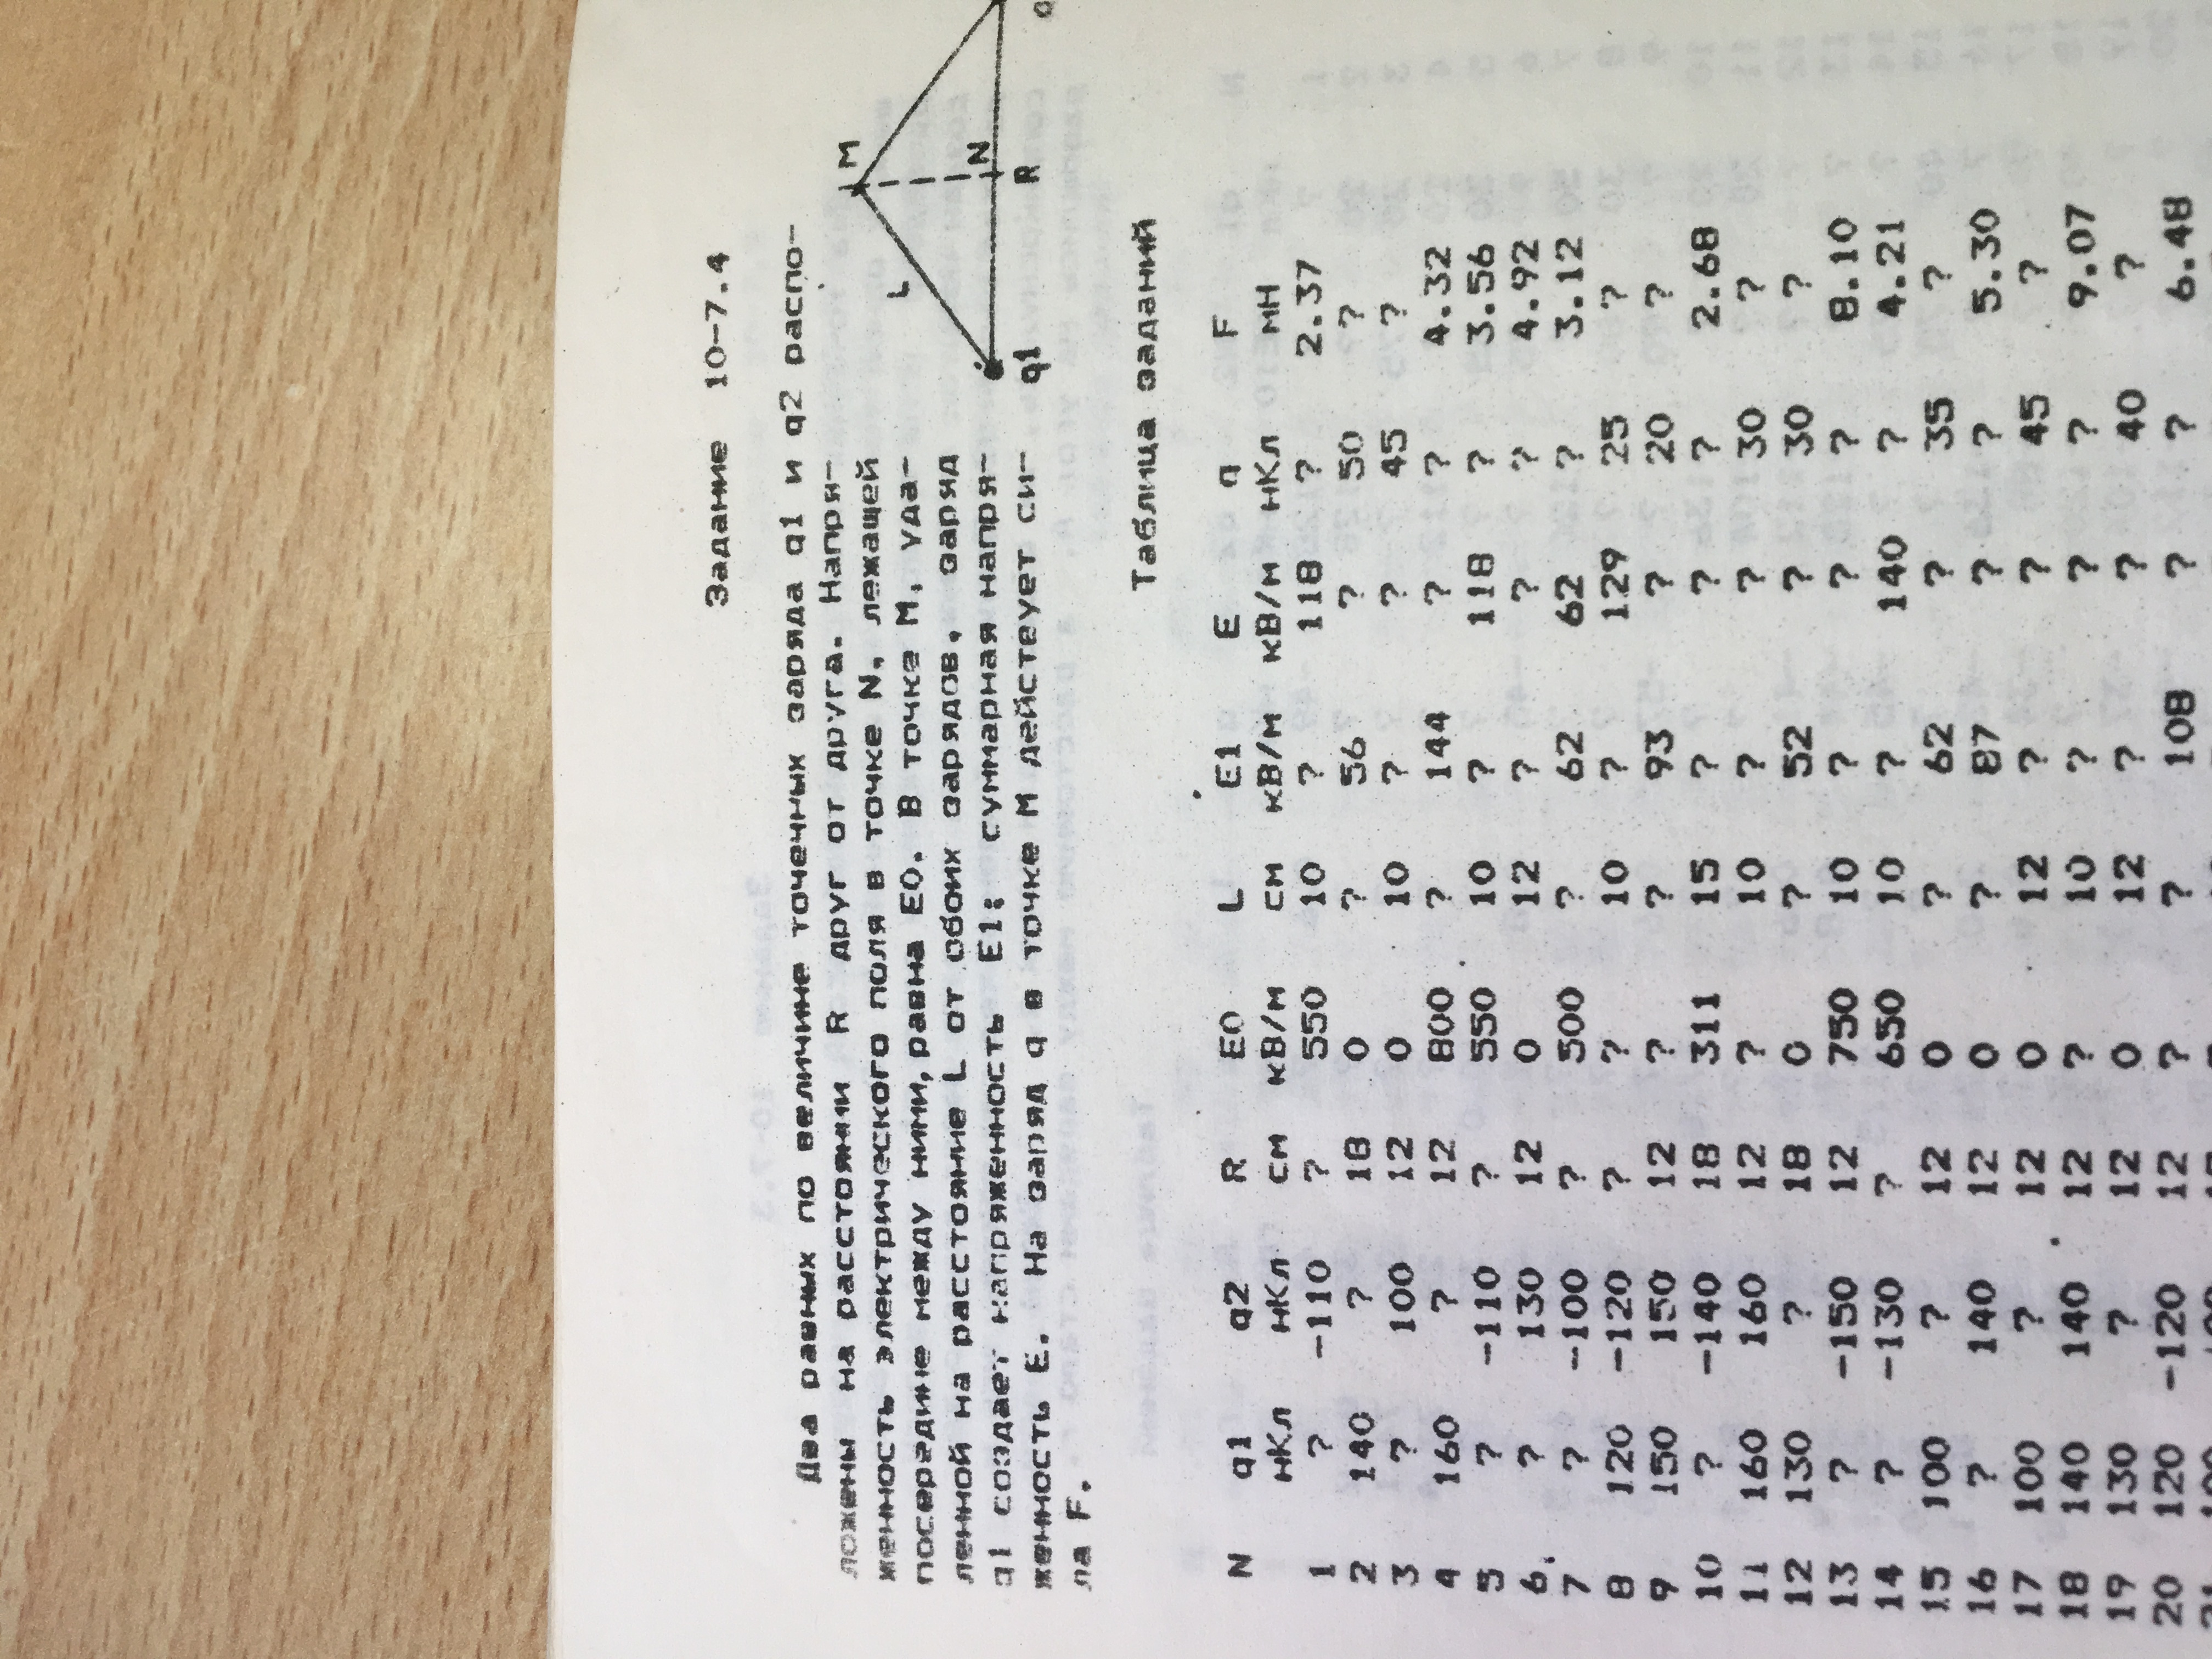 Задание 10-7.4
Два равных по величине точечных заряда q1 и q2 распо-
ложены на расстоянии R друг от друга. Напря-
женность электрического поля в точке N, лежащей
посередине между ними, равна E0. В точке M, уда-
ленной на расстояние L от обоих зарядов, заряд
q1 создает напряженность E1; суммарная напря-
женность E. На заряд q в точке M действует си-
ла F.
M
L
N
q1
R
Таблица заданий
N q1 q2 R E0 L E1 E q F
нКл нКл см кВ/м см кВ/м кВ/м нКл мН
1 ? -110 ? 550 10 ? 118 ? 2.37
2 140 ? 18 0 ? 56 ? 50 ?
3 ? 100 12 0 10 ? ? 45 ?
4 160 ? 12 800 ? 144 ? ? 4.32
5 ? -110 ? 550 10 ? 118 ? 3.56
6. ? 130 12 0 12 ? ? ? 4.92
7 ? -100 ? 500 ? 62 62 ? 3.12
8 120 -120 ? ? 10 ? 129 25 ?
9 150 150 12 ? ? 93 ? 20 ?
10 ? -140 18 311 15 ? ? ? 2.68
11 160 160 12 ? 10 ? ? 30 ?
12 130 ? 18 0 ? 52 ? 30 ?
13 ? -150 12 750 10 ? ? ? 8.10
14 ? -130 ? 650 10 ? 140 ? 4.21
15 100 ? 12 0 ? 62 ? 35 ?
16 ? 140 12 0 ? 87 ? ? 5.30
17 100 ? 12 0 12 ? ? 45 ?
18 140 140 12 ? 10 ? ? ? 9.07
19 130 ? 12 0 12 ? ? 40 ?
20 120 -120 12 ? ? 108 ? ? 6.48